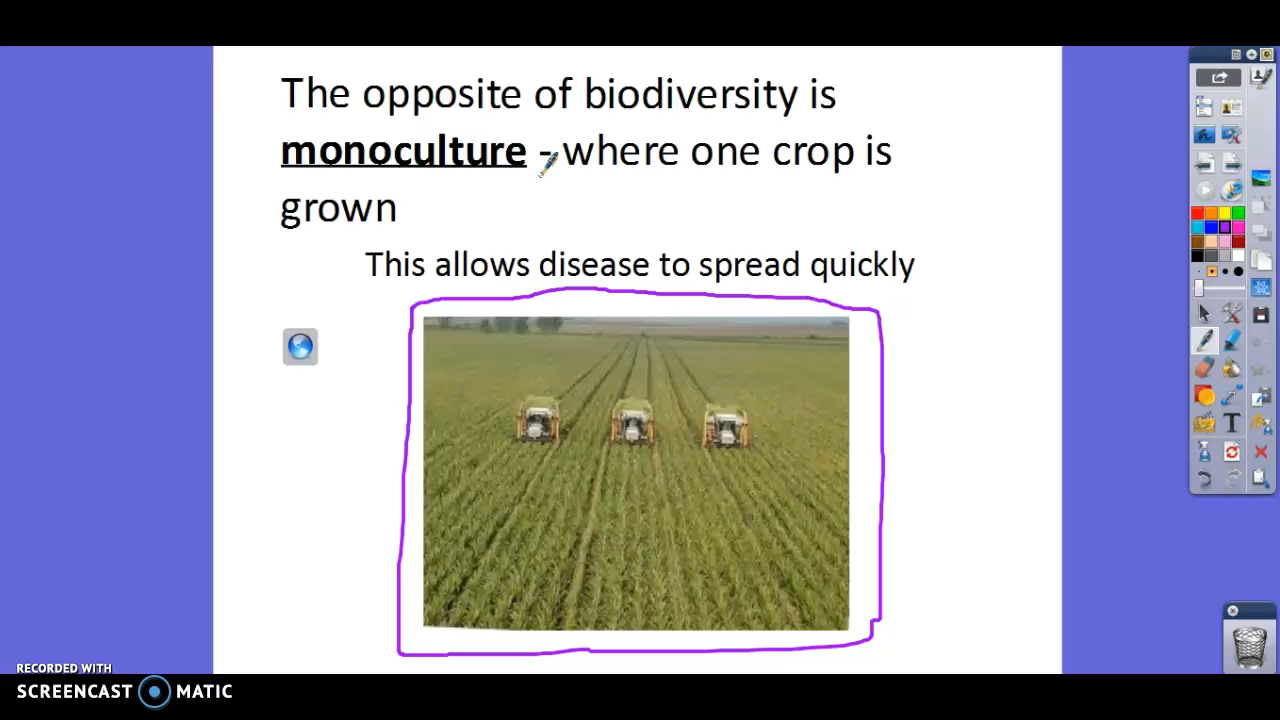 The opposite of biodiversity is
monoculture - where one crop is
grown
This allows disease to spread quickly
RECORDED WITH
SCREENCAST MATIC